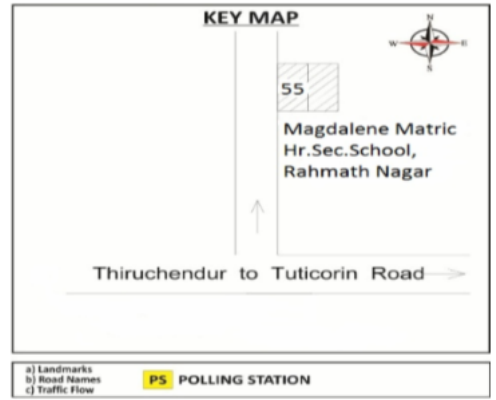 KEY MAP
N
W E
S
55
Magdalene Matric
Hr.Sec.School,
Rahmath Nagar
Thiruchendur to Tuticorin Road
a) Landmarks
b) Road Names
c) Traffic Flow
PS POLLING STATION